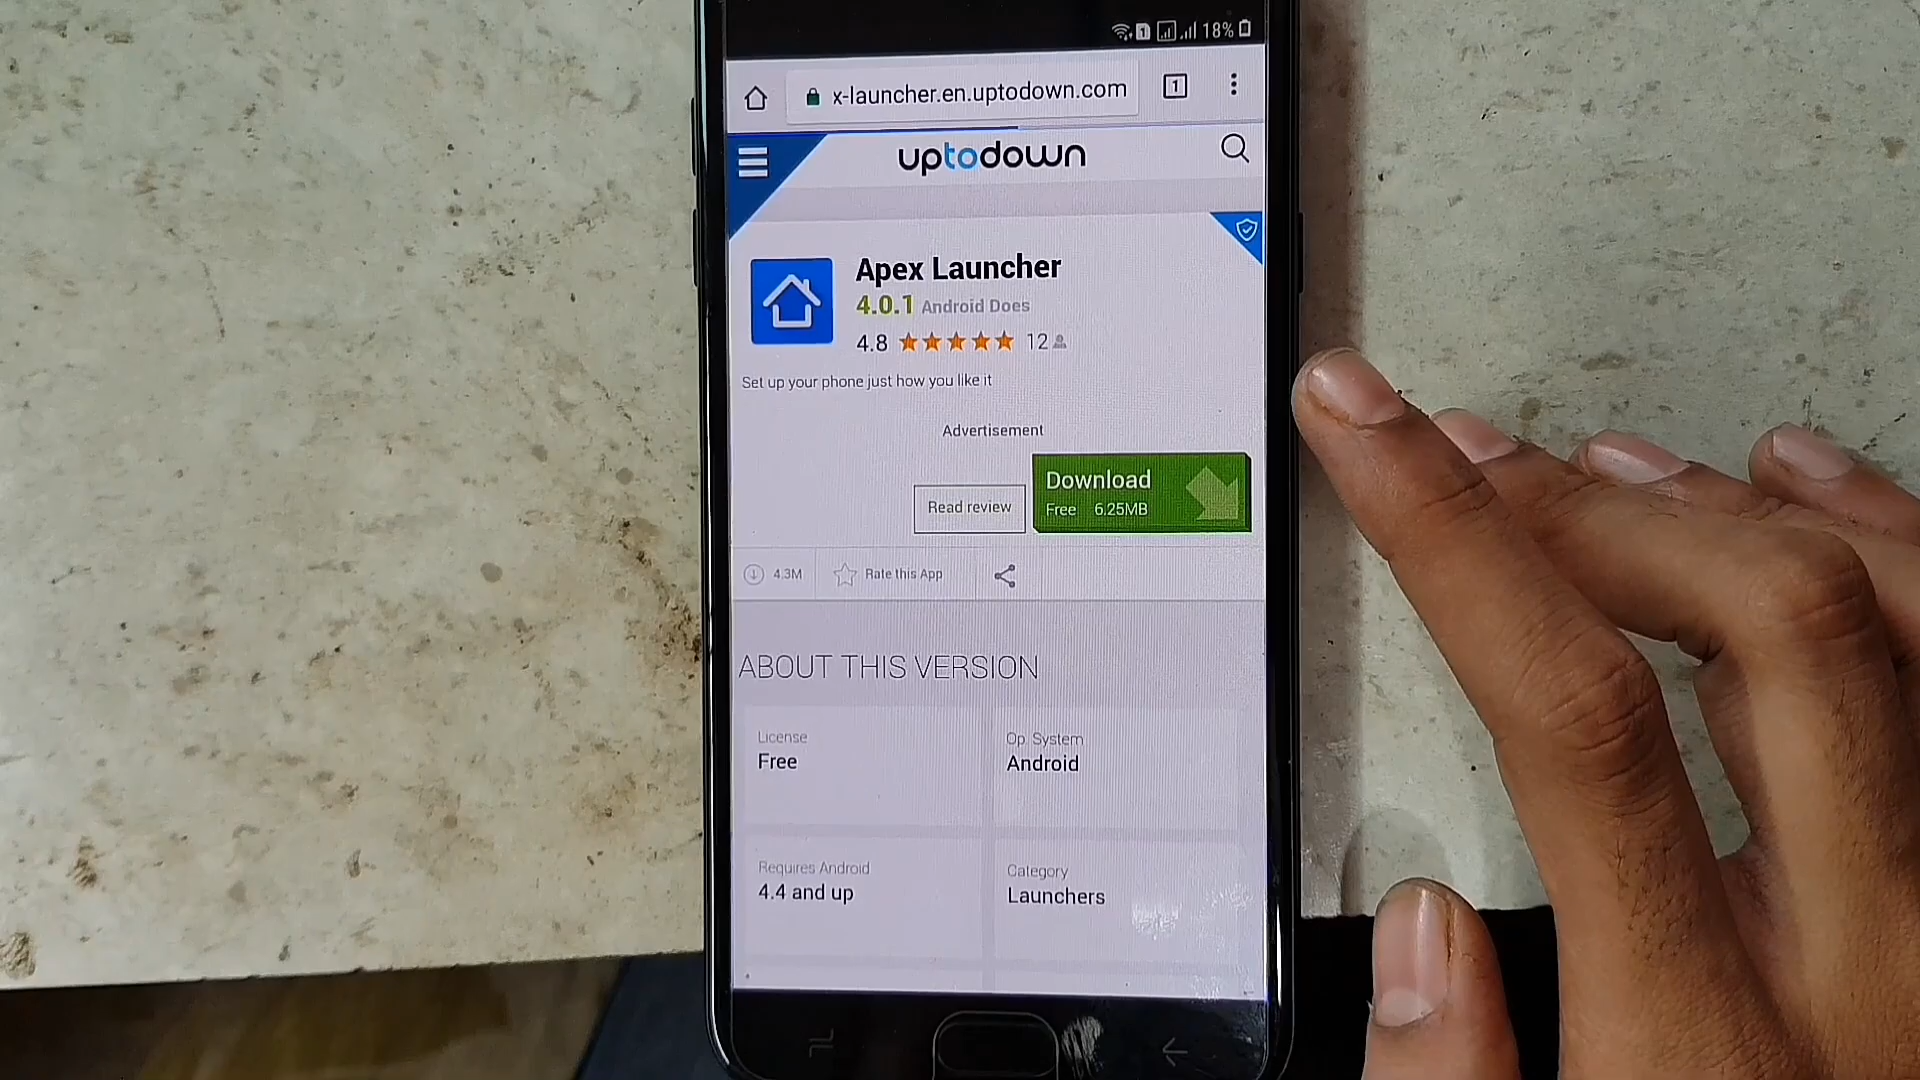 18%
x-launcher.en.uptodown.com
1
uptodown
Apex Launcher
4.0.1 Android Does
4.8 12
Set up your phone just how you like it
Advertisement
Download
Free 6.25MB
Read review
4.3M Rate this App
ABOUT THIS VERSION
License
Free
Op. System
Android
Requires Android
4.4 and up
Category
Launchers